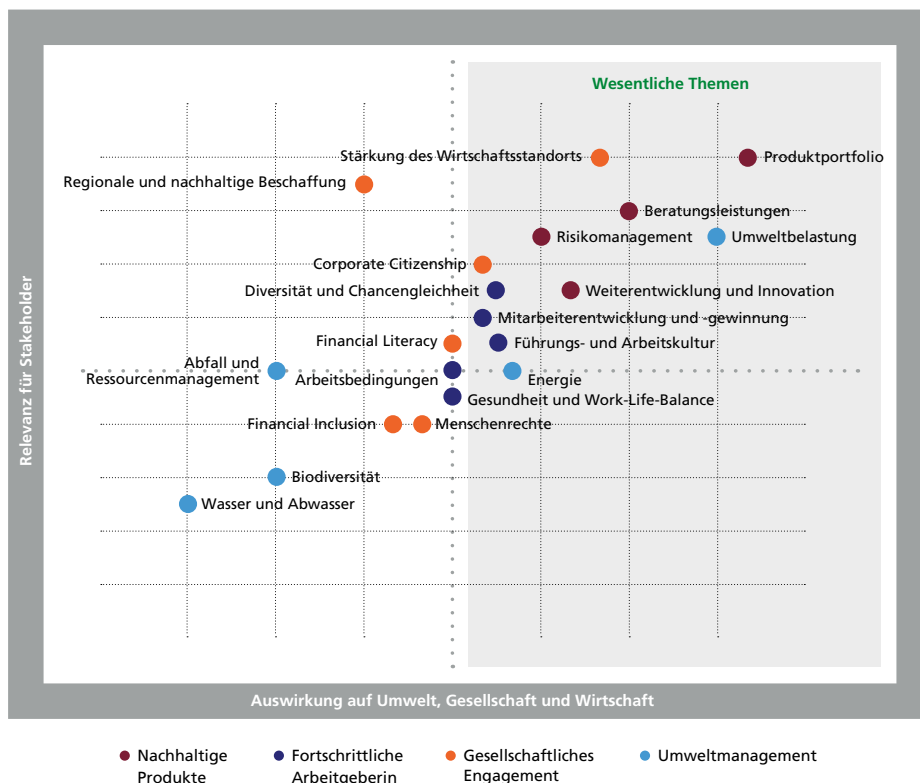 Wesentliche Themen
Stärkung des Wirtschaftsstandorts
Produktportfolio
Regionale und nachhaltige Beschaffung
Beratungsleistungen
Risikomanagement
Umweltbelastung
Corporate Citizenship
Diversität und Chancengleichheit
Weiterentwicklung und Innovation
Mitarbeiterentwicklung und -gewinnung
Financial Literacy
Führungs- und Arbeitskultur
Abfall und
Ressourcenmanagement
Arbeitsbedingungen
Energie
Gesundheit und Work-Life-Balance
Financial Inclusion
Menschenrechte
Biodiversität
Wasser und Abwasser
Relevanz für Stakeholder
Auswirkung auf Umwelt, Gesellschaft und Wirtschaft
Nachhaltige
Produkte
Fortschrittliche
Arbeitgeberin
Gesellschaftliches
Engagement
Umweltmanagement